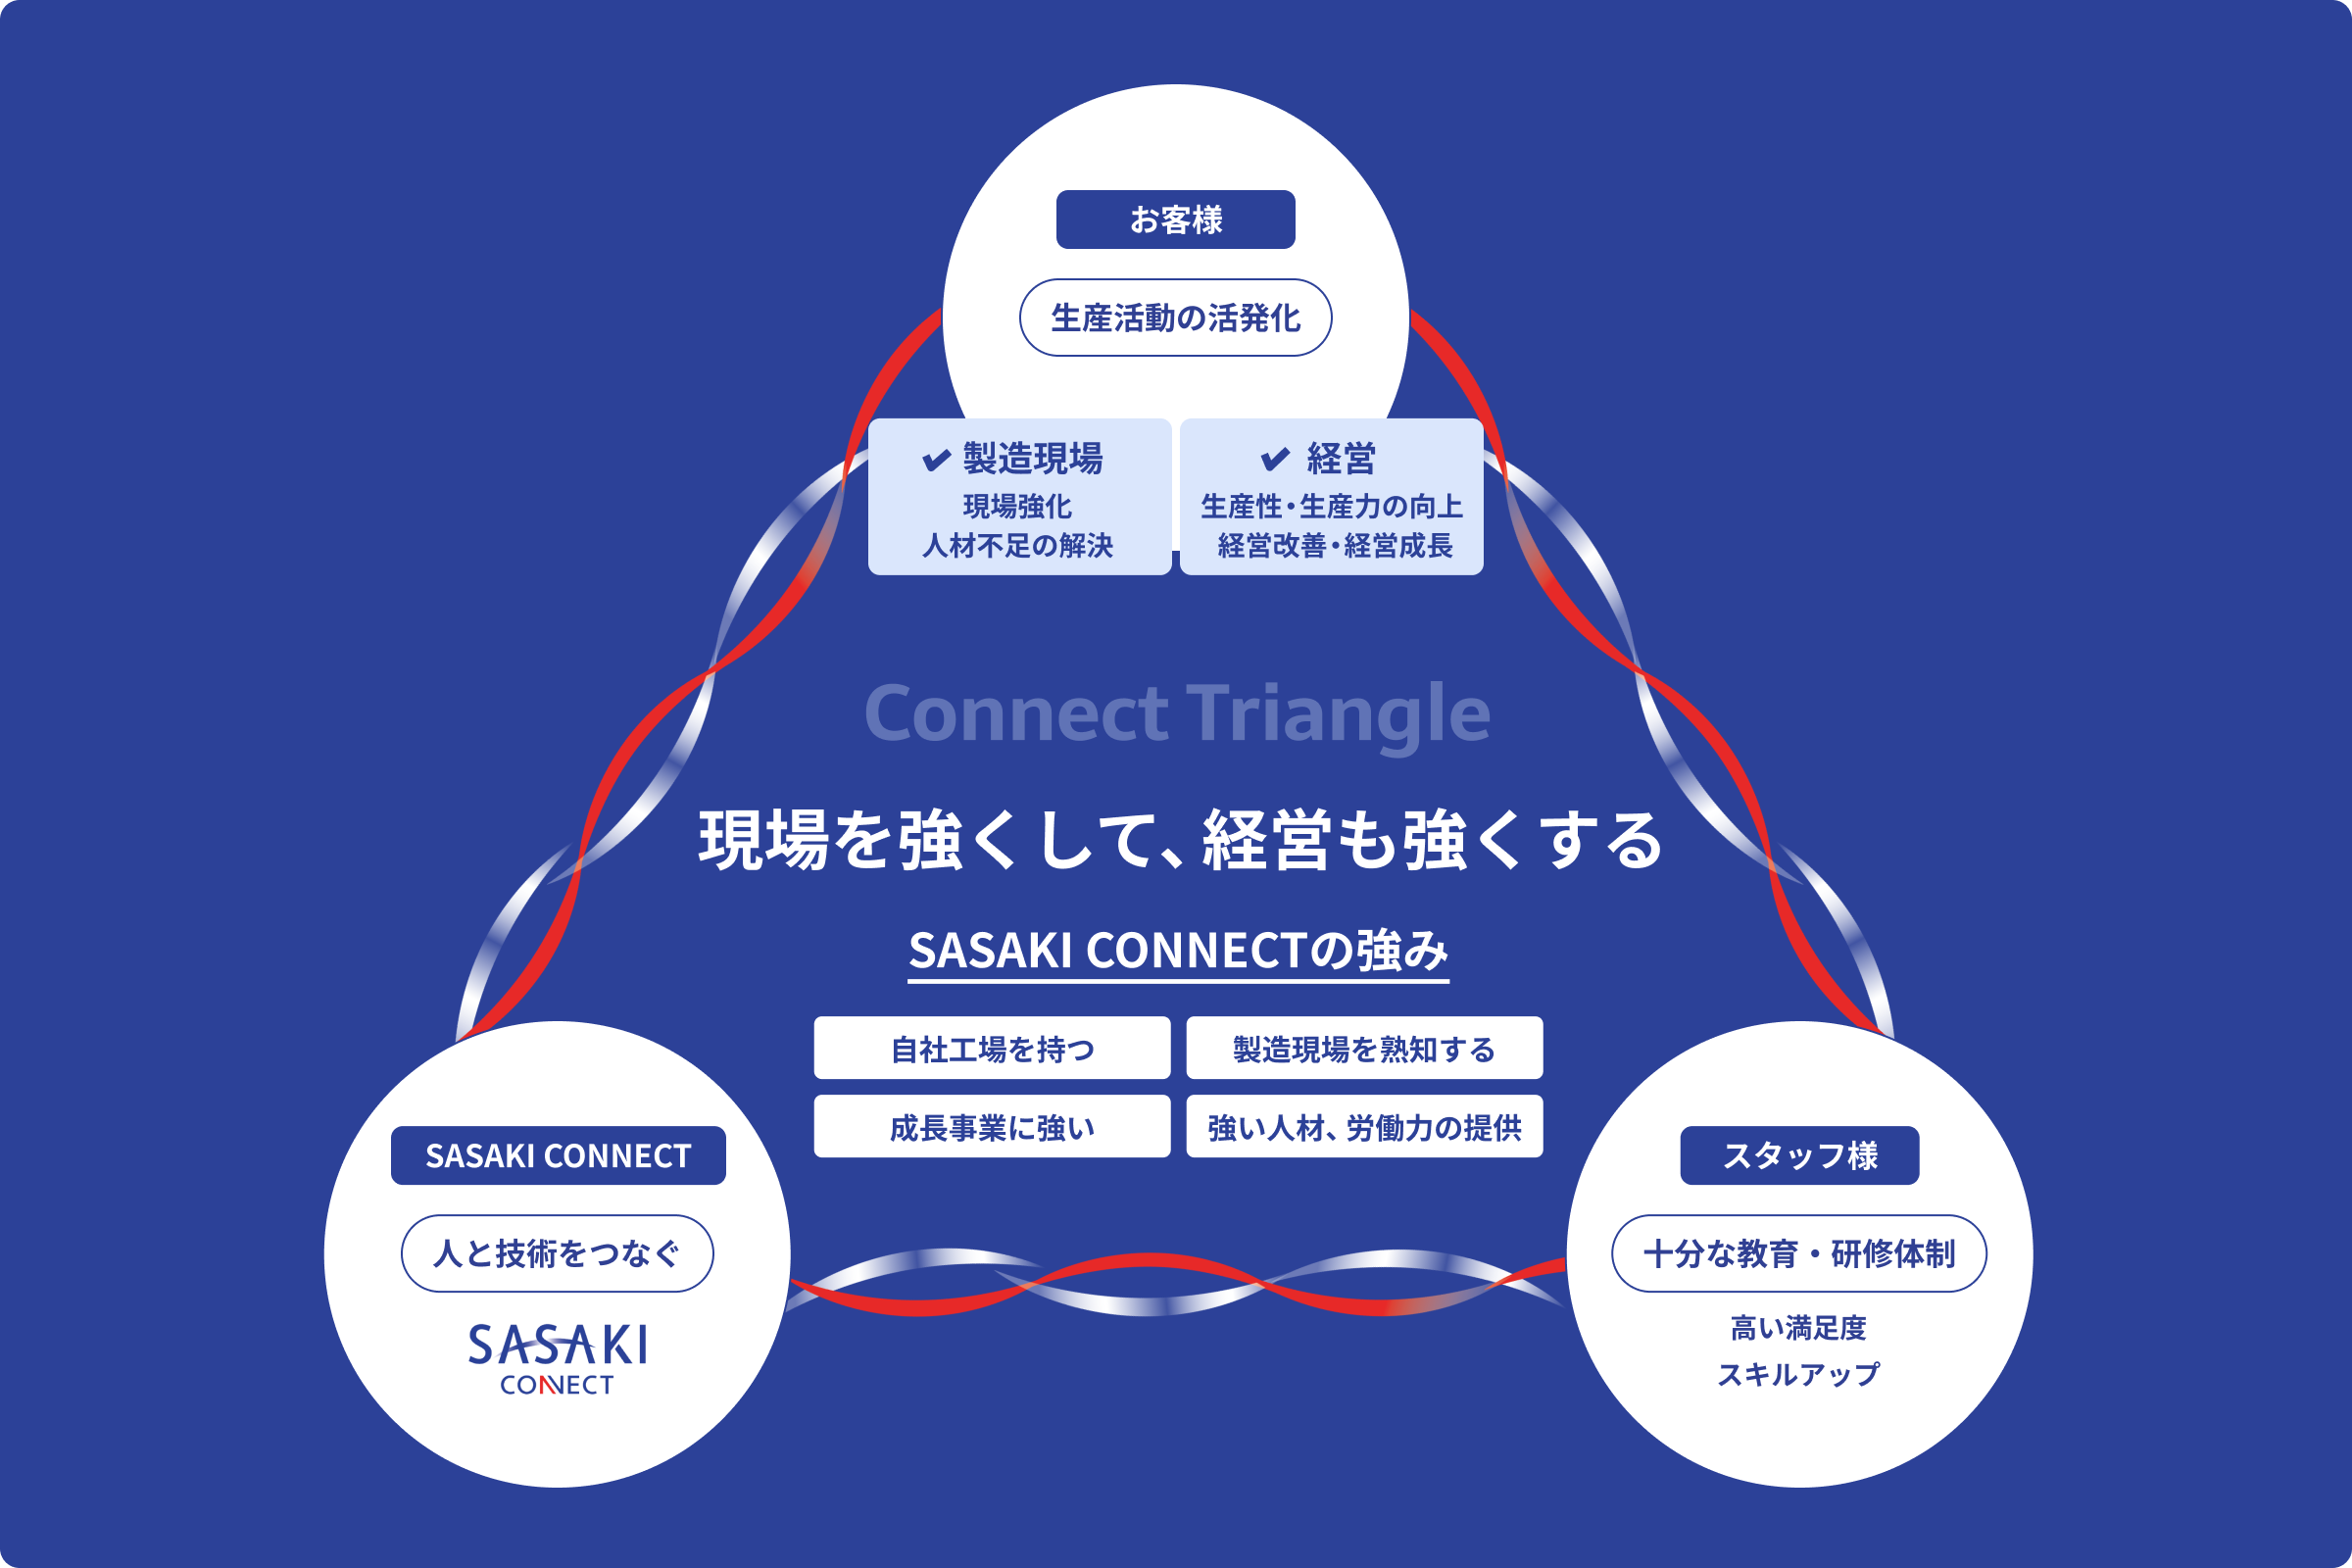 お客様
生産活動の活発化
製造現場
現場強化
人材不足の解決
経営
生産性・生産力の向上
経営改善・経営成長
Connect Triangle
現場を強くして、経営も強くする
SASAKI CONNECTの強み
自社工場を持つ
製造現場を熟知する
成長事業に強い
強い人材、労働力の提供
SASAKI CONNECT
人と技術をつなぐ
SASAKI
CONNECT
スタッフ様
十分な教育・研修体制
高い満足度
スキルアップ